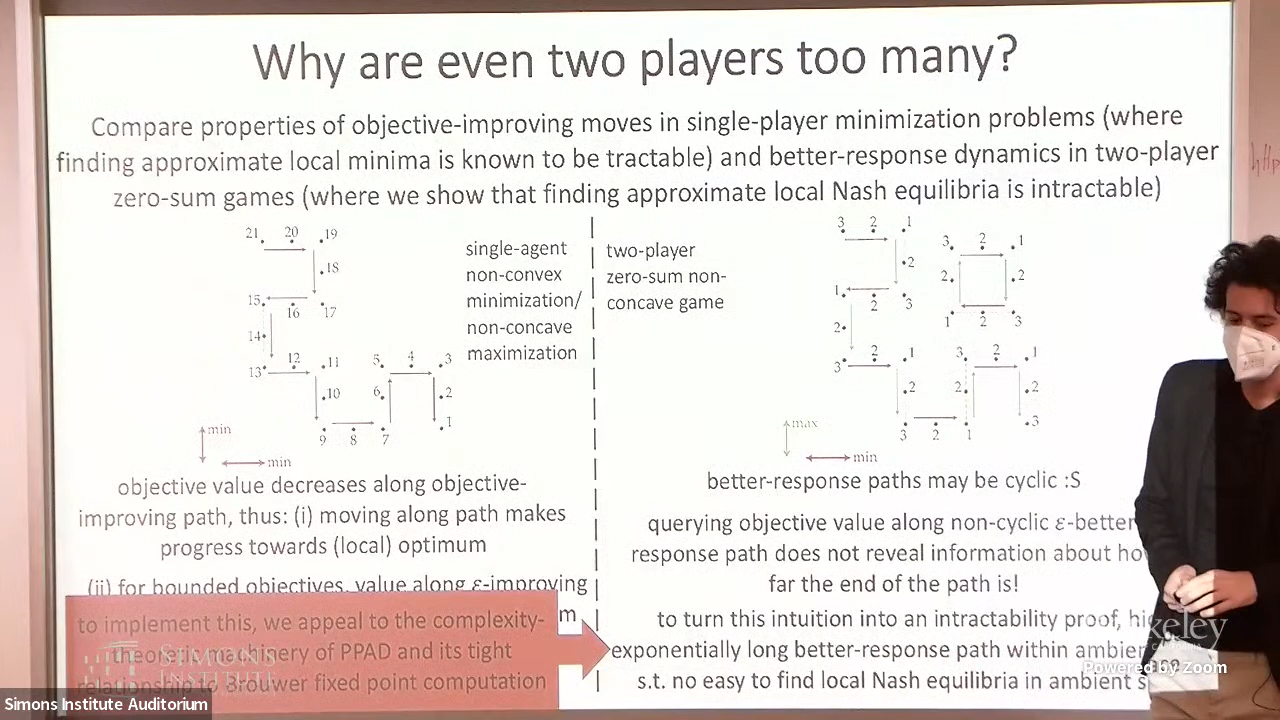 Why are even two players too many?
Compare properties of objective-improving moves in single-player minimization problems (where
finding approximate local minima is known to be tractable) and better-response dynamics in two-player
zero-sum games (where we show that finding approximate local Nash equilibria is intractable)
21 20 19
18
15 16 17
14
13 12 11
10
9 8 7
6
5 4 3
2
1
min
min
single-agent
non-convex
minimization/
non-concave
maximization
objective value decreases along objective-
improving path, thus: (i) moving along path makes
progress towards (local) optimum
(ii) for bounded objectives, value along ε-improving
m
to implement this, we appeal to the complexity-
theoretic machinery of PPAD and its tight
relationship to Brouwer fixed point computation
two-player
zero-sum non-
concave game
3 2 1
2
1 2 3
2
3 2 1
2
3 2 1
2
3 2 1
2
3
3 2 1
2 2
1 2 3
max
min
better-response paths may be cyclic :S
querying objective value along non-cyclic ε-better
response path does not reveal information about
far the end of the path is!
to turn this intuition into an intractability proof,
exponentially long better-response path within
s.t. no easy to find local Nash equilibria in ambient
SIMONS
INSTITUTE
Powered by Zoom
Simons Institute Auditorium